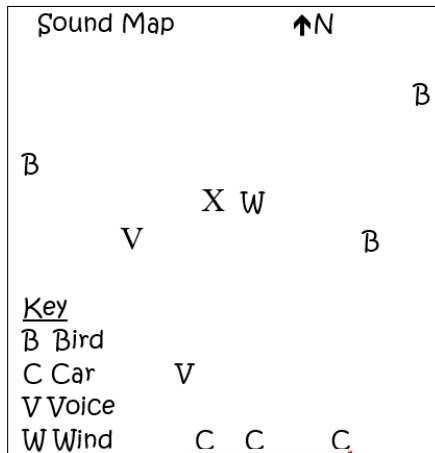 Sound Map ↑N
B
B
X W
V B
Key
B Bird
C Car V
V Voice
W Wind C C C